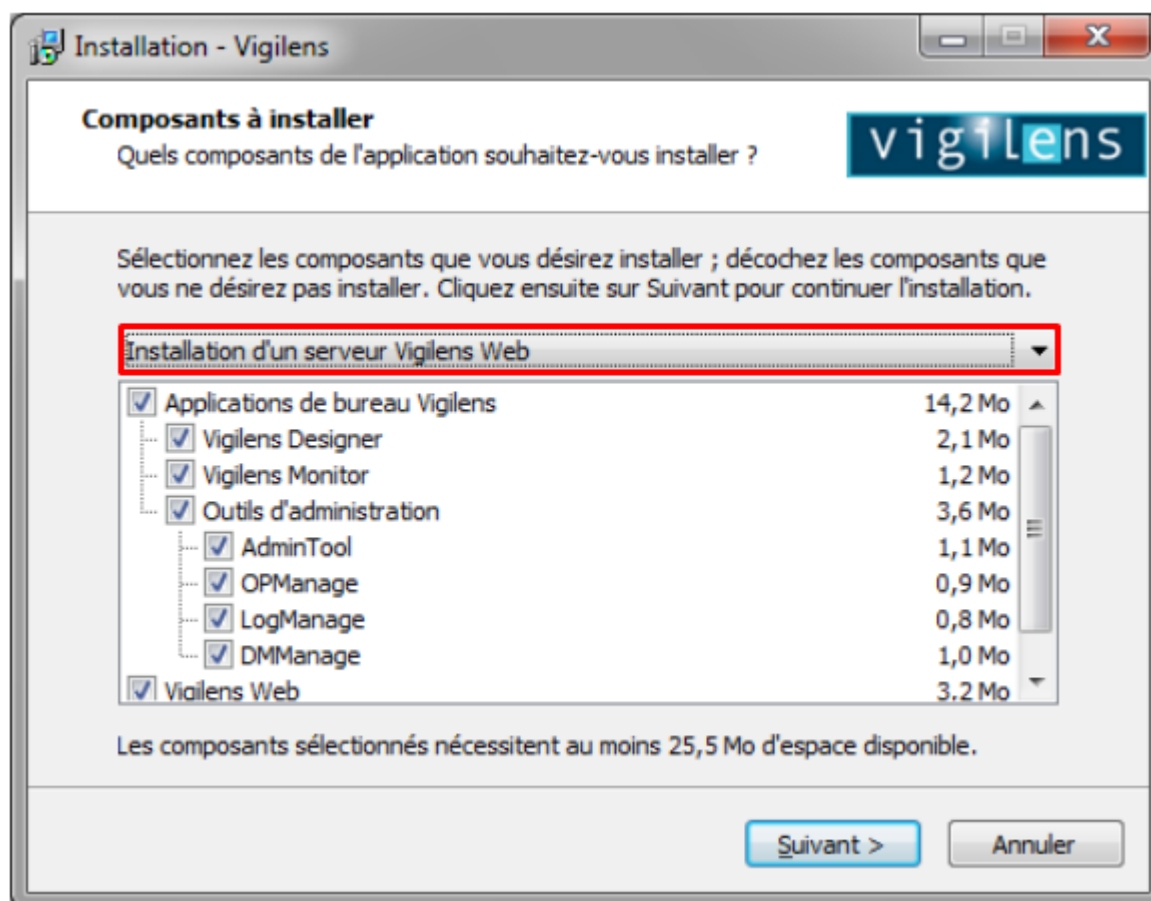 Installation - Vigilens
Composants à installer
Quels composants de l'application souhaitez-vous installer ?
vigilens
Sélectionnez les composants que vous désirez installer ; décochez les composants que
vous ne désirez pas installer. Cliquez ensuite sur Suivant pour continuer l'installation.
Installation d'un serveur Vigilens Web
Applications de bureau Vigilens 14,2 Mo
Vigilens Designer 2,1 Mo
Vigilens Monitor 1,2 Mo
Outils d'administration 3,6 Mo
AdminTool 1,1 Mo
OPManage 0,9 Mo
LogManage 0,8 Mo
DMManage 1,0 Mo
Vigilens Web 3,2 Mo
Les composants sélectionnés nécessitent au moins 25,5 Mo d'espace disponible.
Suivant > Annuler